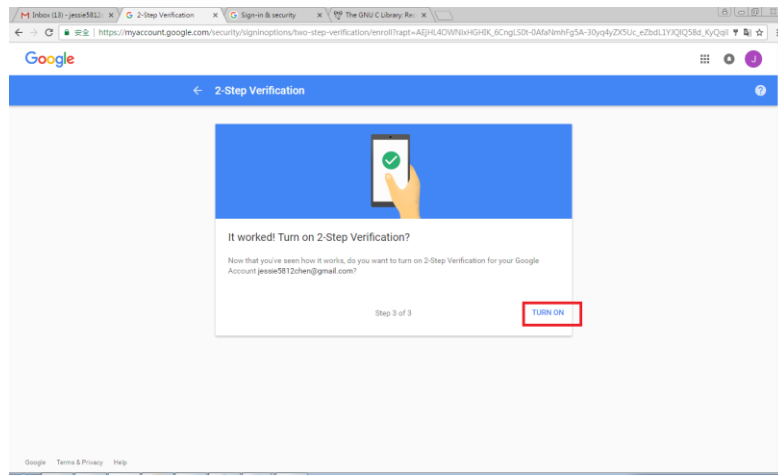 Inbox (13) - jessie5812
G 2-Step Verification
G Sign-in & security
The GNU C Library: Re
安全 | https://myaccount.google.com/security/signinoptions/two-step-verification/enroll?rapt=
Google
J
2-Step Verification
?
It worked! Turn on 2-Step Verification?
Now that you've seen how it works, do you want to turn on 2-Step Verification for your Google
Account jessie5812chen@gmail.com?
Step 3 of 3
TURN ON
Google Terms & Privacy Help